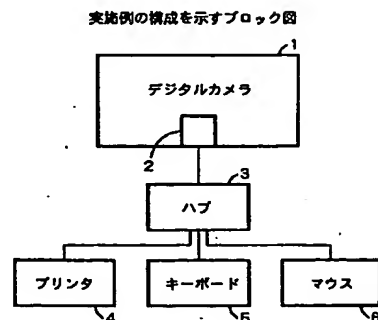 実施例の構成を示すブロック図
1
デジタルカメラ
2
3
ハブ
プリンタ
キーボード
マウス
4
5
6